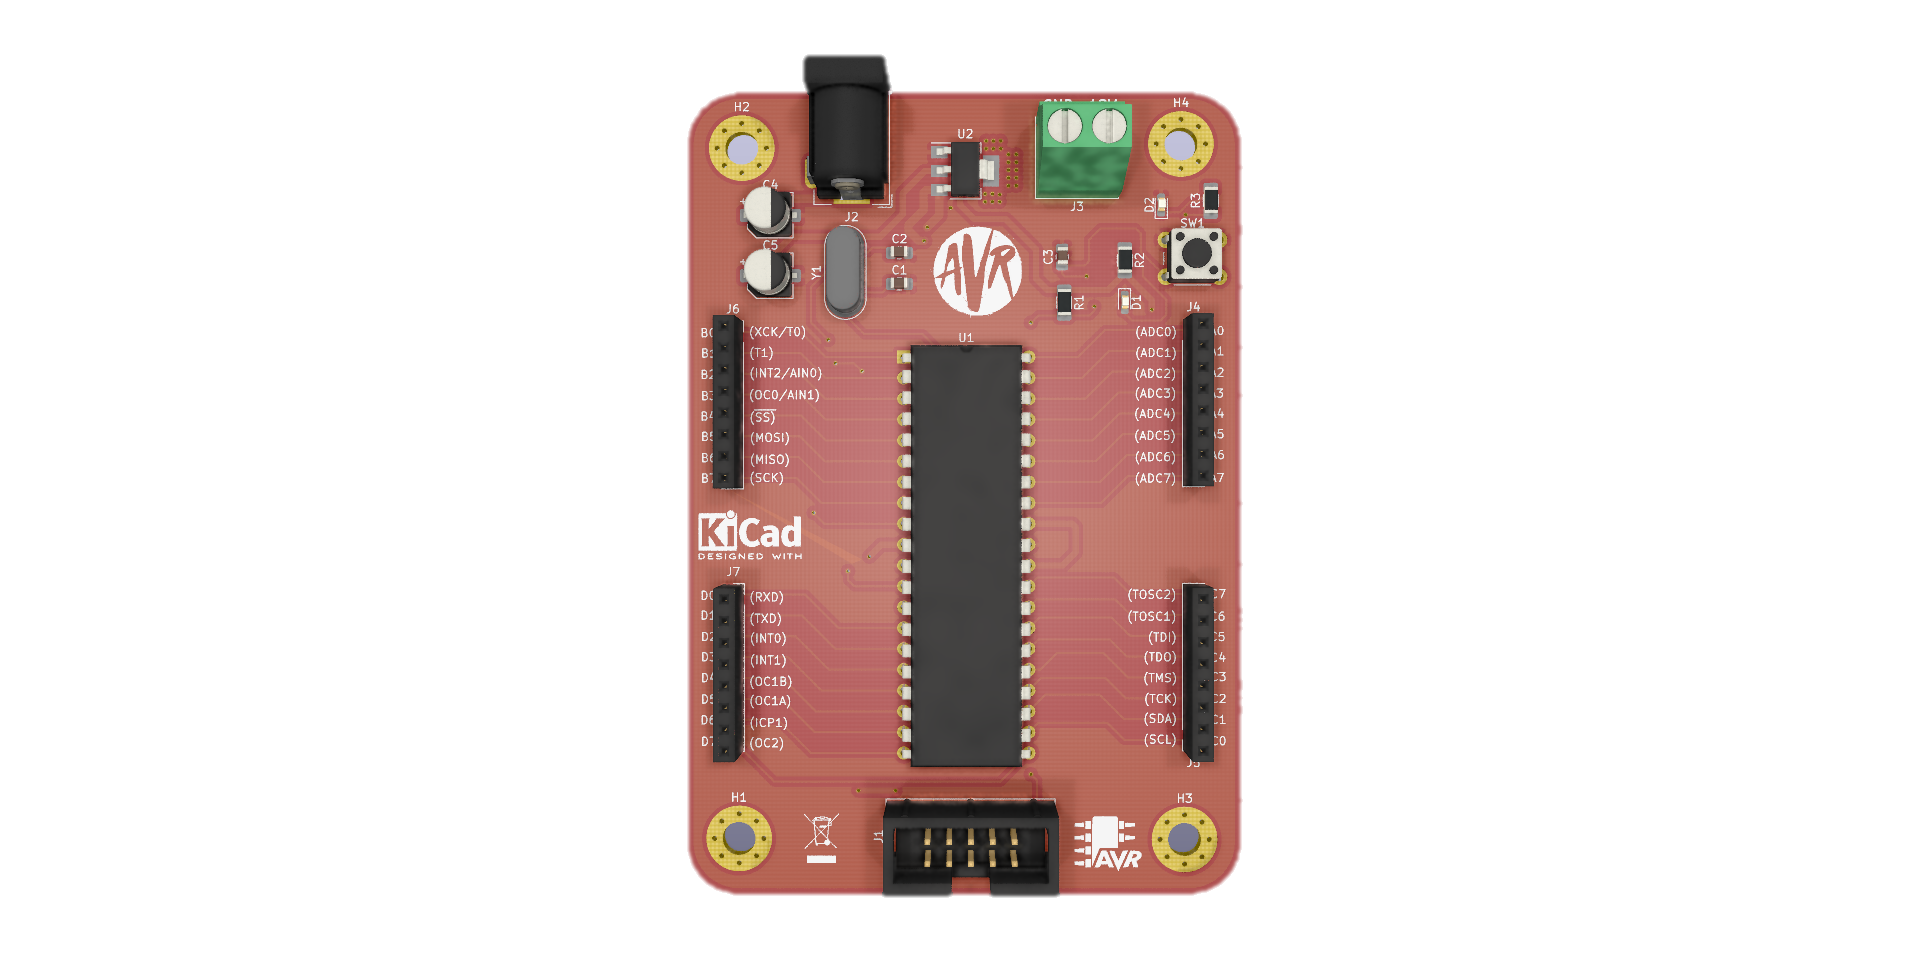 H2
H4
U2
C4
J2
J3
D2
R3
SW1
C5
C2
C3
R2
Y1
C1
AVR
R1
D1
J6
J4
(XCK/T0)
(ADC0)
(T1)
(ADC1)
(INT2/AIN0)
(ADC2)
(OC0/AIN1)
(ADC3)
(SS)
(ADC4)
(MOSI)
(ADC5)
(MISO)
(ADC6)
(SCK)
(ADC7)
U1
KiCad
DESIGNED WITH
J7
(RXD)
(TOSC2)
(TXD)
(TOSC1)
(INT0)
(TDI)
(INT1)
(TDO)
(OC1B)
(TMS)
(OC1A)
(TCK)
(ICP1)
(SDA)
(OC2)
(SCL)
H1
H3
J1
AVR